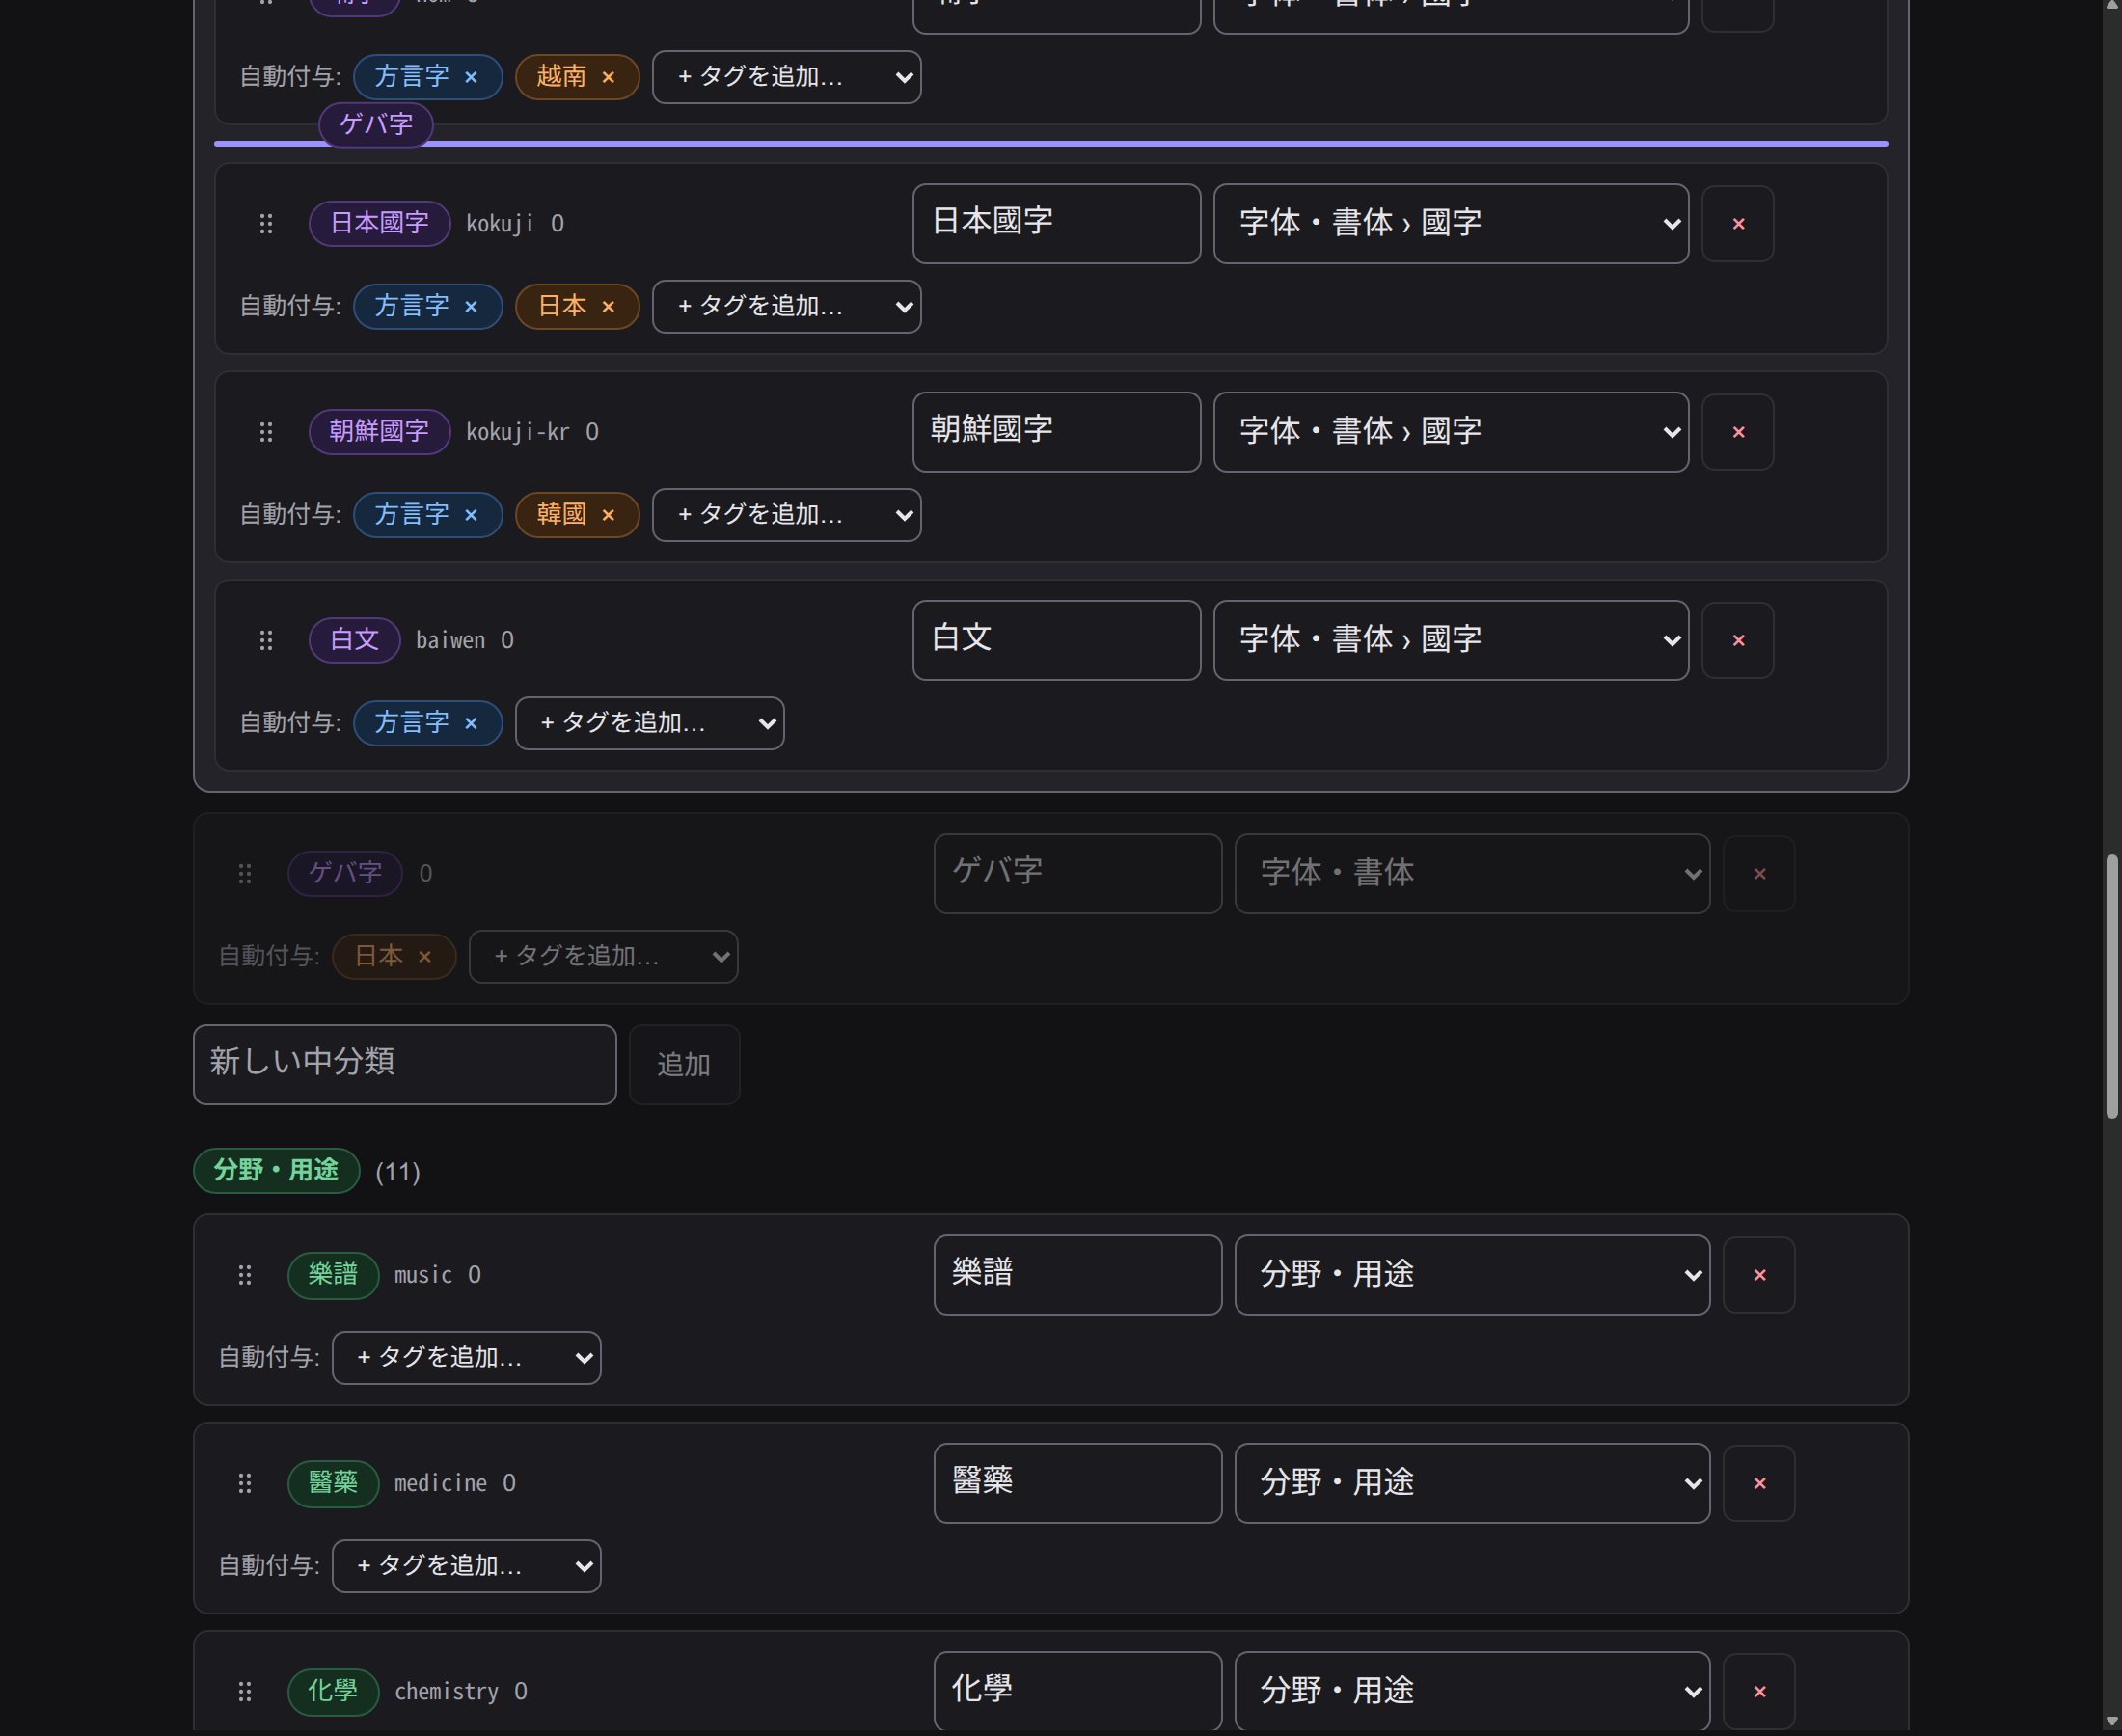 自動付与: 方言字 × 越南 × + タグを追加…
ゲバ字
日本國字 kokuji 0 日本國字 字体・書体 › 國字 ×
自動付与: 方言字 × 日本 × + タグを追加…
朝鮮國字 kokuji-kr 0 朝鮮國字 字体・書体 › 國字 ×
自動付与: 方言字 × 韓國 × + タグを追加…
白文 baiwen 0 白文 字体・書体 › 國字 ×
自動付与: 方言字 × + タグを追加…
ゲバ字 0 ゲバ字 字体・書体 ×
自動付与: 日本 × + タグを追加…
新しい中分類 追加
分野・用途 (11)
樂譜 music 0 樂譜 分野・用途 ×
自動付与: + タグを追加…
醫藥 medicine 0 醫藥 分野・用途 ×
自動付与: + タグを追加…
化學 chemistry 0 化學 分野・用途 ×